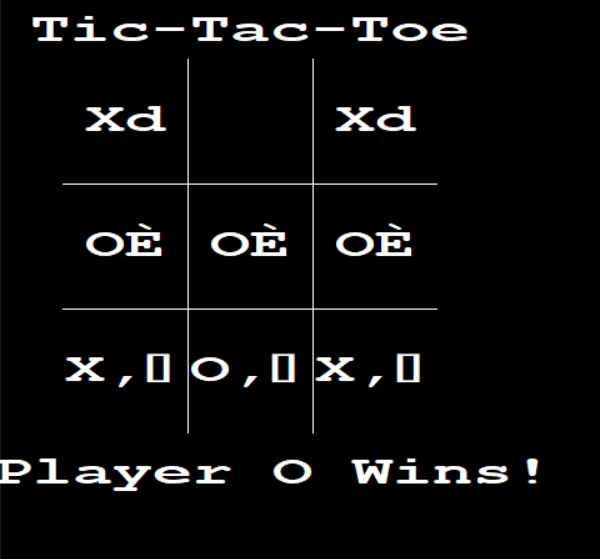 Tic-Tac-Toe
Xd Xd
OÈ OÈ OÈ
X,▯ O,▯ X,▯
Player O Wins!